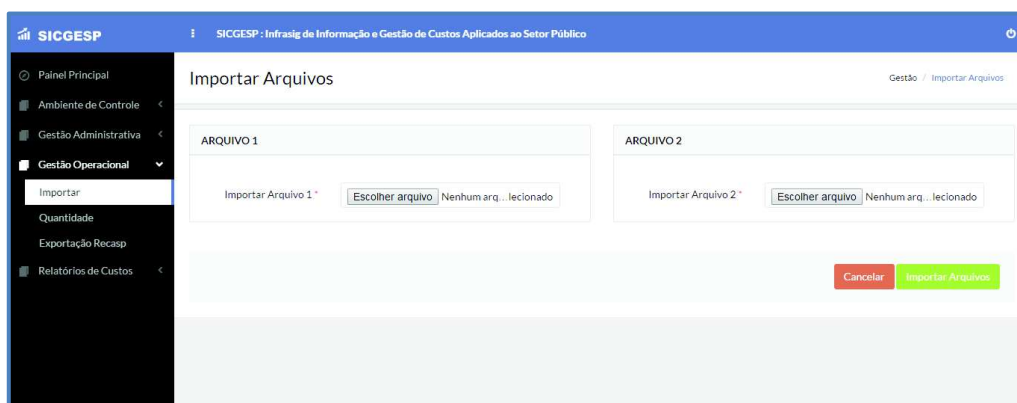 SICGESP
SICGESP : Infrasig de Informação e Gestão de Custos Aplicados ao Setor Público
Painel Principal
Ambiente de Controle
Gestão Administrativa
Gestão Operacional
Importar
Quantidade
Exportação Recasp
Relatórios de Custos
Importar Arquivos
Gestão / Importar Arquivos
ARQUIVO 1
Importar Arquivo 1 *
Escolher arquivo Nenhum arq...lecionado
ARQUIVO 2
Importar Arquivo 2 *
Escolher arquivo Nenhum arq...lecionado
Cancelar
Importar Arquivos